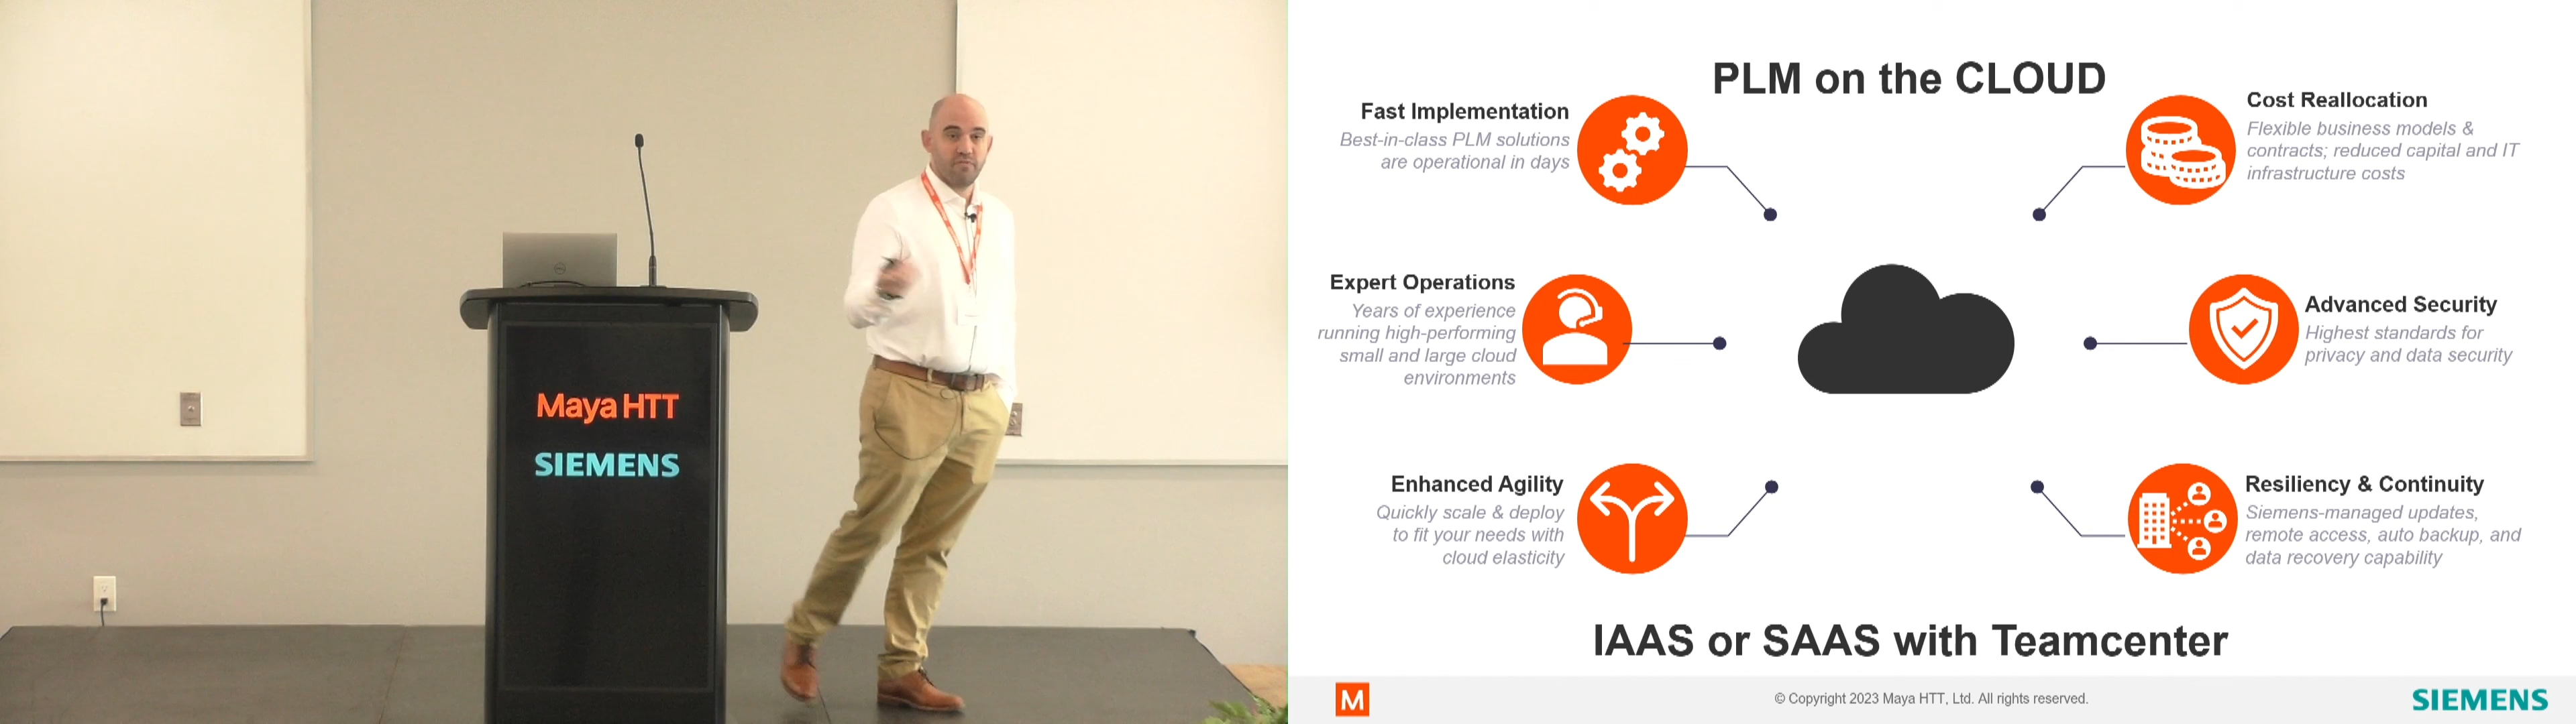 Maya HTT
SIEMENS
PLM on the CLOUD
Fast Implementation
Best-in-class PLM solutions
are operational in days
Expert Operations
Years of experience
running high-performing
small and large cloud
environments
Enhanced Agility
Quickly scale & deploy
to fit your needs with
cloud elasticity
Cost Reallocation
Flexible business models &
contracts; reduced capital and IT
infrastructure costs
Advanced Security
Highest standards for
privacy and data security
Resiliency & Continuity
Siemens-managed updates,
remote access, auto backup, and
data recovery capability
IAAS or SAAS with Teamcenter
M
© Copyright 2023 Maya HTT, Ltd. All rights reserved.
SIEMENS